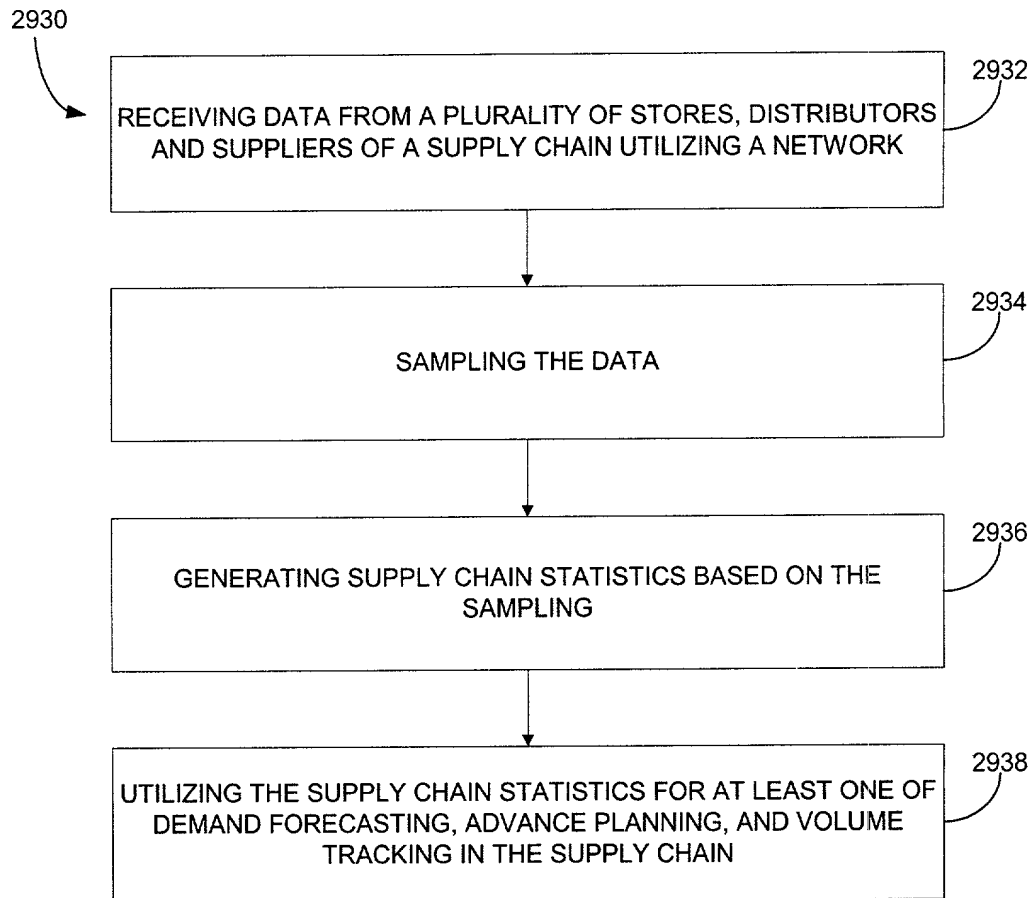 2930
2932
RECEIVING DATA FROM A PLURALITY OF STORES, DISTRIBUTORS
AND SUPPLIERS OF A SUPPLY CHAIN UTILIZING A NETWORK
2934
SAMPLING THE DATA
2936
GENERATING SUPPLY CHAIN STATISTICS BASED ON THE
SAMPLING
2938
UTILIZING THE SUPPLY CHAIN STATISTICS FOR AT LEAST ONE OF
DEMAND FORECASTING, ADVANCE PLANNING, AND VOLUME
TRACKING IN THE SUPPLY CHAIN